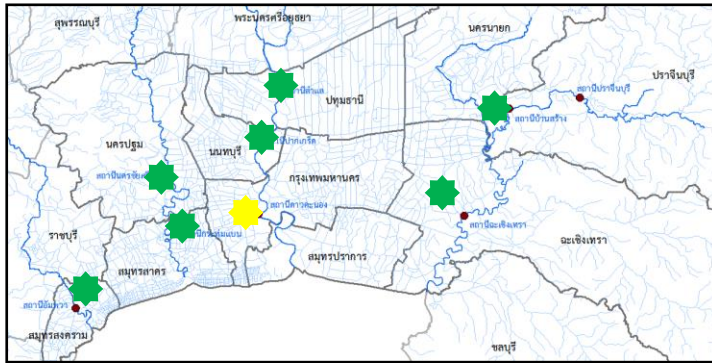 สุพรรณบุรี
พระนครศรีอยุธยา
นครนายก
ปราจีนบุรี
สถานีปราจีนบุรี
ปทุมธานี
สถานีบ้านสร้าง
นครปฐม
นนทบุรี
กรุงเทพมหานคร
สถานีดาวคะนอง
สถานีฉะเชิงเทรา
ราชบุรี
สมุทรสาคร
สมุทรปราการ
ฉะเชิงเทรา
สมุทรสงคราม
ชลบุรี